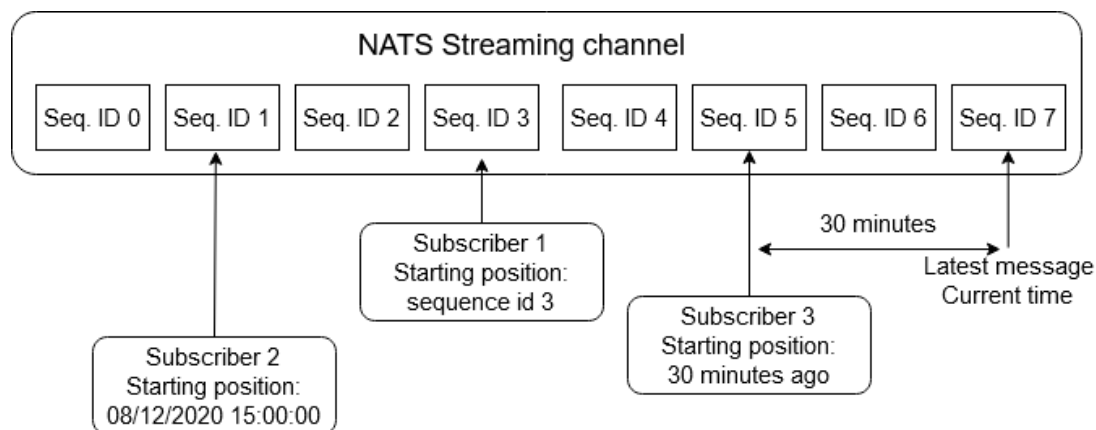 NATS Streaming channel
Seq. ID 0
Seq. ID 1
Seq. ID 2
Seq. ID 3
Seq. ID 4
Seq. ID 5
Seq. ID 6
Seq. ID 7
Subscriber 1
Starting position:
sequence id 3
30 minutes
Latest message
Current time
Subscriber 2
Starting position:
08/12/2020 15:00:00
Subscriber 3
Starting position:
30 minutes ago